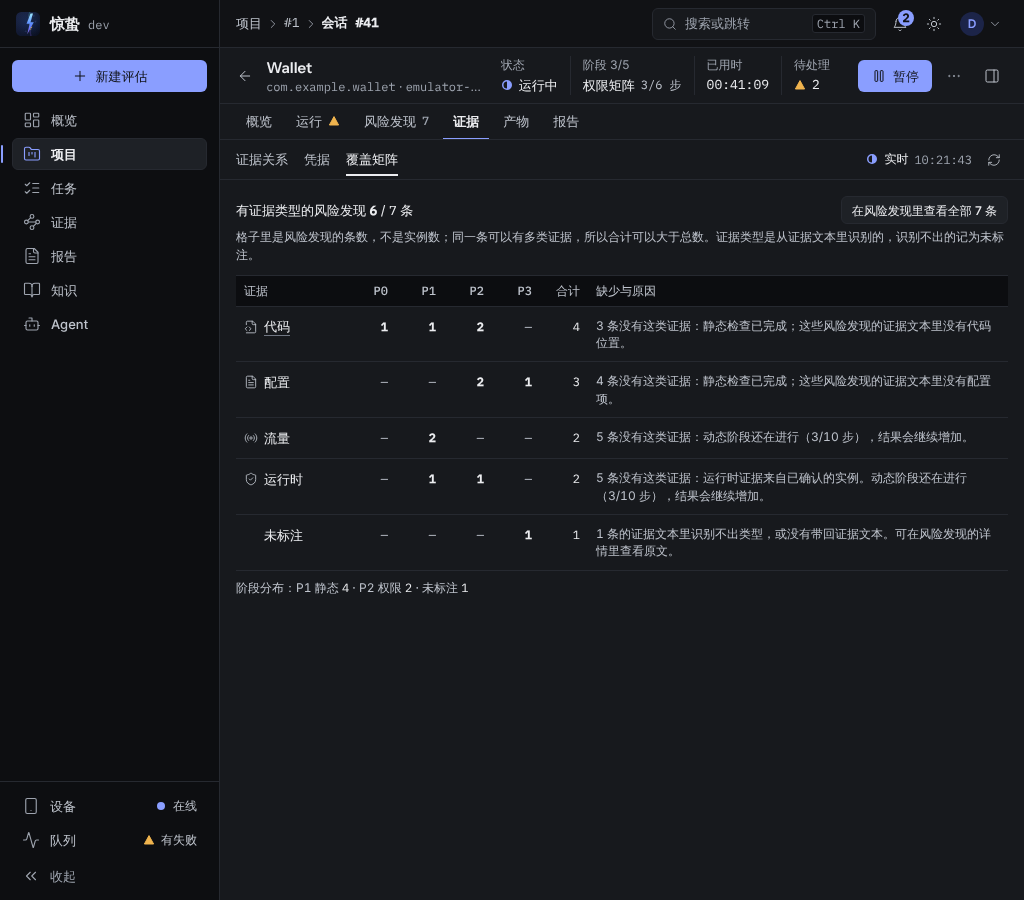 惊蛰 dev
项目 > #1 > 会话 #41
搜索或跳转 Ctrl K
2
D
新建评估
概览
项目
任务
证据
报告
知识
Agent
设备 在线
队列 有失败
收起
Wallet
com.example.wallet · emulator-…
状态
运行中
阶段 3/5
权限矩阵 3/6 步
已用时
00:41:09
待处理
2
暂停
概览 运行 风险发现 7 证据 产物 报告
证据关系 凭据 覆盖矩阵
实时 10:21:43
有证据类型的风险发现 6 / 7 条
在风险发现里查看全部 7 条
格子里是风险发现的条数，不是实例数；同一条可以有多类证据，所以合计可以大于总数。证据类型是从证据文本里识别的，识别不出的记为未标
注。
证据 P0 P1 P2 P3 合计 缺少与原因
代码 1 1 2 — 4 3 条没有这类证据：静态检查已完成；这些风险发现的证据文本里没有代码
位置。
配置 — — 2 1 3 4 条没有这类证据：静态检查已完成；这些风险发现的证据文本里没有配置
项。
流量 — 2 — — 2 5 条没有这类证据：动态阶段还在进行（3/10 步），结果会继续增加。
运行时 — 1 1 — 2 5 条没有这类证据：运行时证据来自已确认的实例。动态阶段还在进行
（3/10 步），结果会继续增加。
未标注 — — — 1 1 1 条的证据文本里识别不出类型，或没有带回证据文本。可在风险发现的详
情里查看原文。
阶段分布：P1 静态 4 · P2 权限 2 · 未标注 1